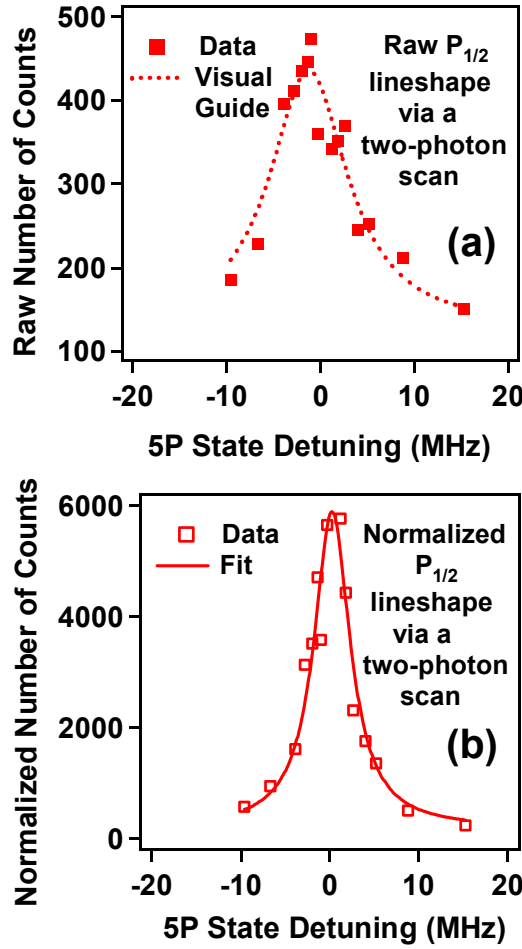 500
400
300
200
100
Raw Number of Counts
Data
Visual
Guide
Raw P1/2
lineshape
via a
two-photon
scan
(a)
-20
-10
0
10
20
5P State Detuning (MHz)
6000
4000
2000
0
Normalized Number of Counts
Data
Fit
Normalized
P1/2
lineshape
via a
two-photon
scan
(b)
-20
-10
0
10
20
5P State Detuning (MHz)